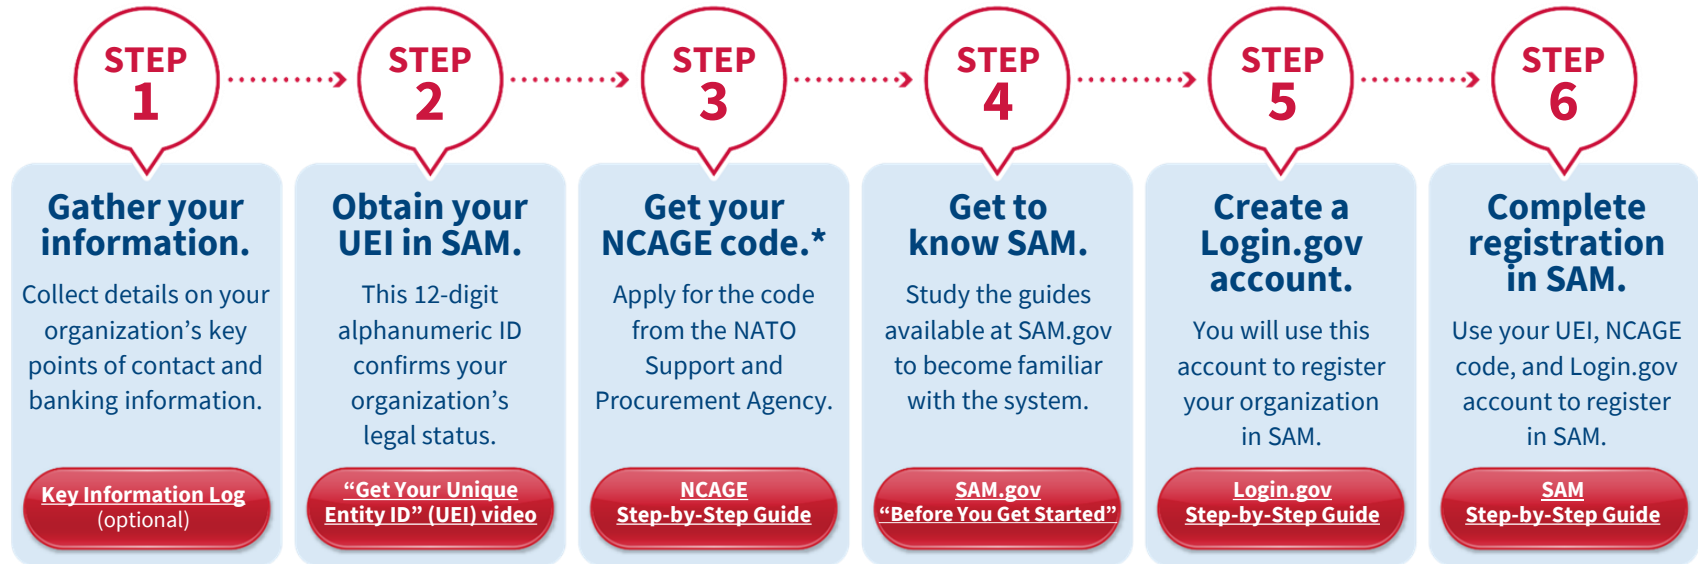 STEP
1
STEP
2
STEP
3
STEP
4
STEP
5
STEP
6
Gather your
information.
Collect details on your
organization’s key
points of contact and
banking information.
Key Information Log
(optional)
Obtain your
UEI in SAM.
This 12-digit
alphanumeric ID
confirms your
organization’s
legal status.
“Get Your Unique
Entity ID” (UEI) video
Get your
NCAGE code.*
Apply for the code
from the NATO
Support and
Procurement Agency.
NCAGE
Step-by-Step Guide
Get to
know SAM.
Study the guides
available at SAM.gov
to become familiar
with the system.
SAM.gov
“Before You Get Started”
Create a
Login.gov
account.
You will use this
account to register
your organization
in SAM.
Login.gov
Step-by-Step Guide
Complete
registration
in SAM.
Use your UEI, NCAGE
code, and Login.gov
account to register
in SAM.
SAM
Step-by-Step Guide